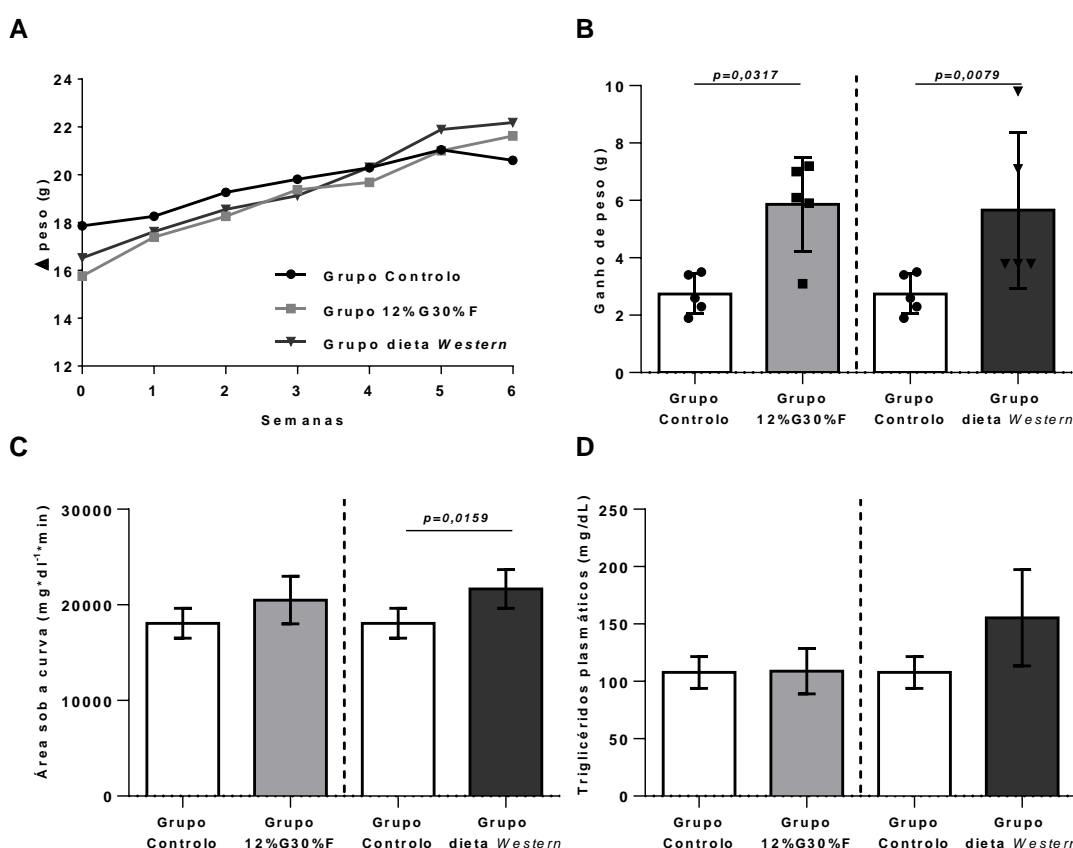 A
Δ peso (g)
24
22
20
18
16
14
12
0 1 2 3 4 5 6
Semanas
Grupo Controlo
Grupo 12%G30%F
Grupo dieta Western
B
Ganho de peso (g)
10
8
6
4
2
0
p=0,0317
p=0,0079
Grupo Grupo Grupo Grupo
Controlo 12%G30%F Controlo dieta Western
C
Área sob a curva (mg*dl-1*min)
30000
20000
10000
0
p=0,0159
Grupo Grupo Grupo Grupo
Controlo 12%G30%F Controlo dieta Western
D
Triglicéridos plasmáticos (mg/dL)
250
200
150
100
50
0
Grupo Grupo Grupo Grupo
Controlo 12%G30%F Controlo dieta Western